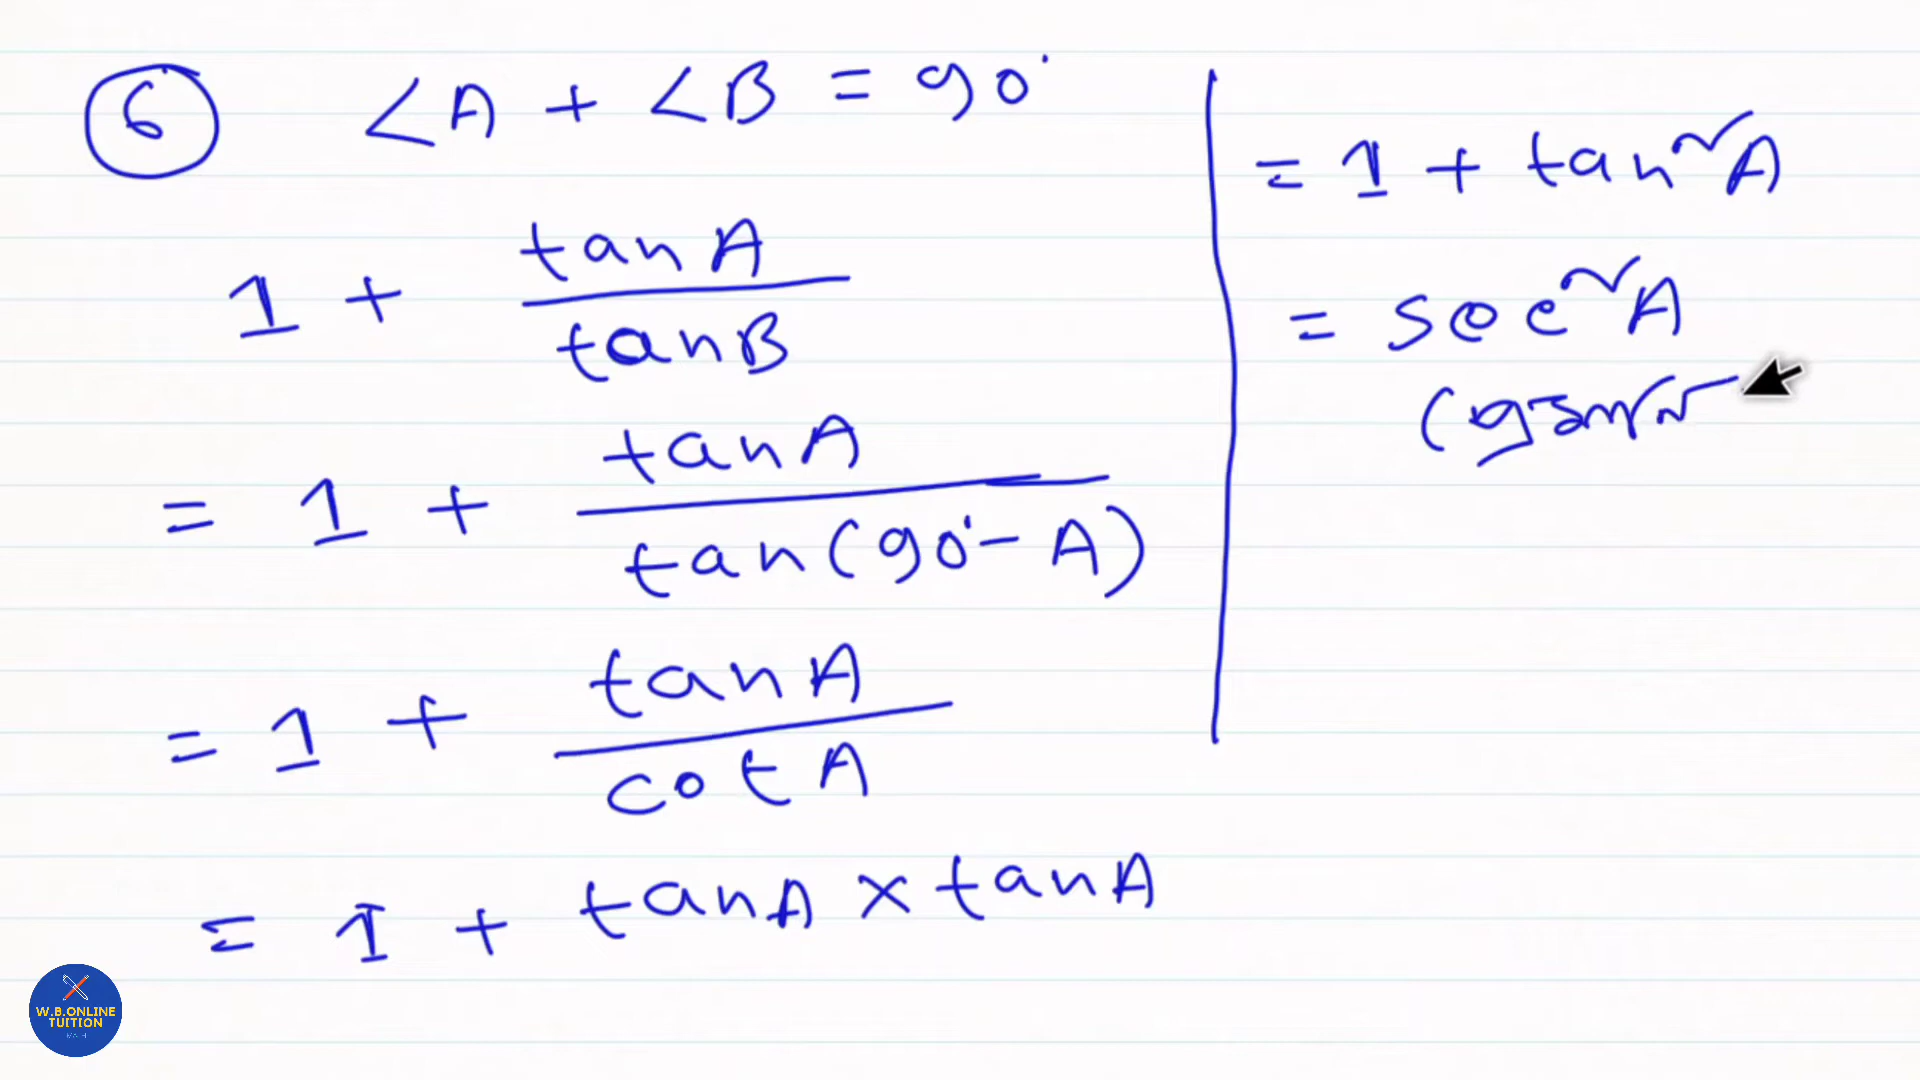 6 ∠A + ∠B = 90°
1 + tanA / tanB
= 1 + tanA / tan(90°- A)
= 1 + tanA / cotA
= 1 + tanA × tanA
= 1 + tan²A
= sec²A
W.B.ONLINE
TUITION
MATH